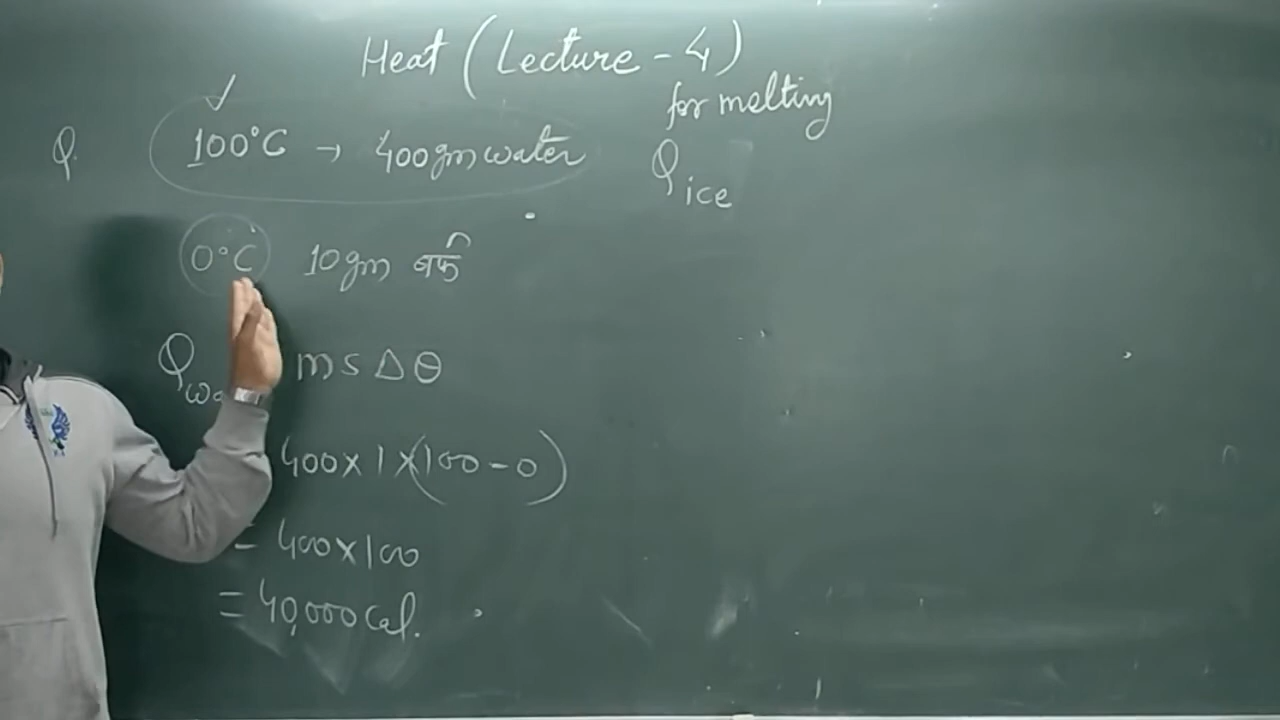 Heat (Lecture - 4)
Q. 100°C → 400gm water
0°C 10gm बर्फ
for melting
Q ice
Q ms Δθ
400 x 1 x (100 - 0)
= 400 x 100
= 40,000 Cal.